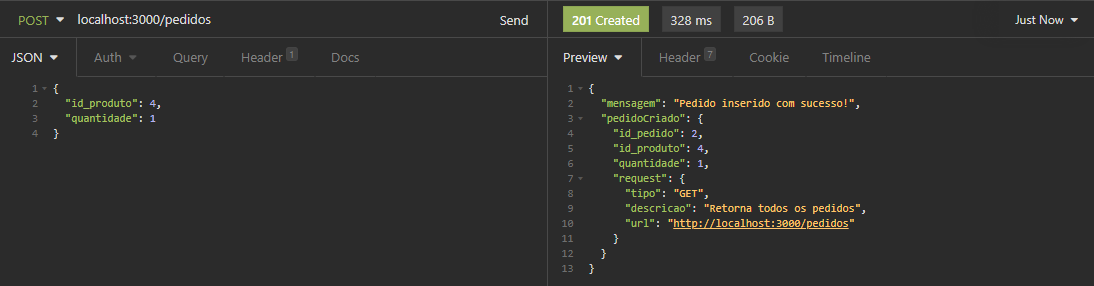 POST localhost:3000/pedidos Send
201 Created 328 ms 206 B Just Now
JSON Auth Query Header 1 Docs
Preview Header 7 Cookie Timeline
1 {
2 "id_produto": 4,
3 "quantidade": 1
4 }
1 {
2 "mensagem": "Pedido inserido com sucesso!",
3 "pedidoCriado": {
4 "id_pedido": 2,
5 "id_produto": 4,
6 "quantidade": 1,
7 "request": {
8 "tipo": "GET",
9 "descricao": "Retorna todos os pedidos",
10 "url": "http://localhost:3000/pedidos"
11 }
12 }
13 }